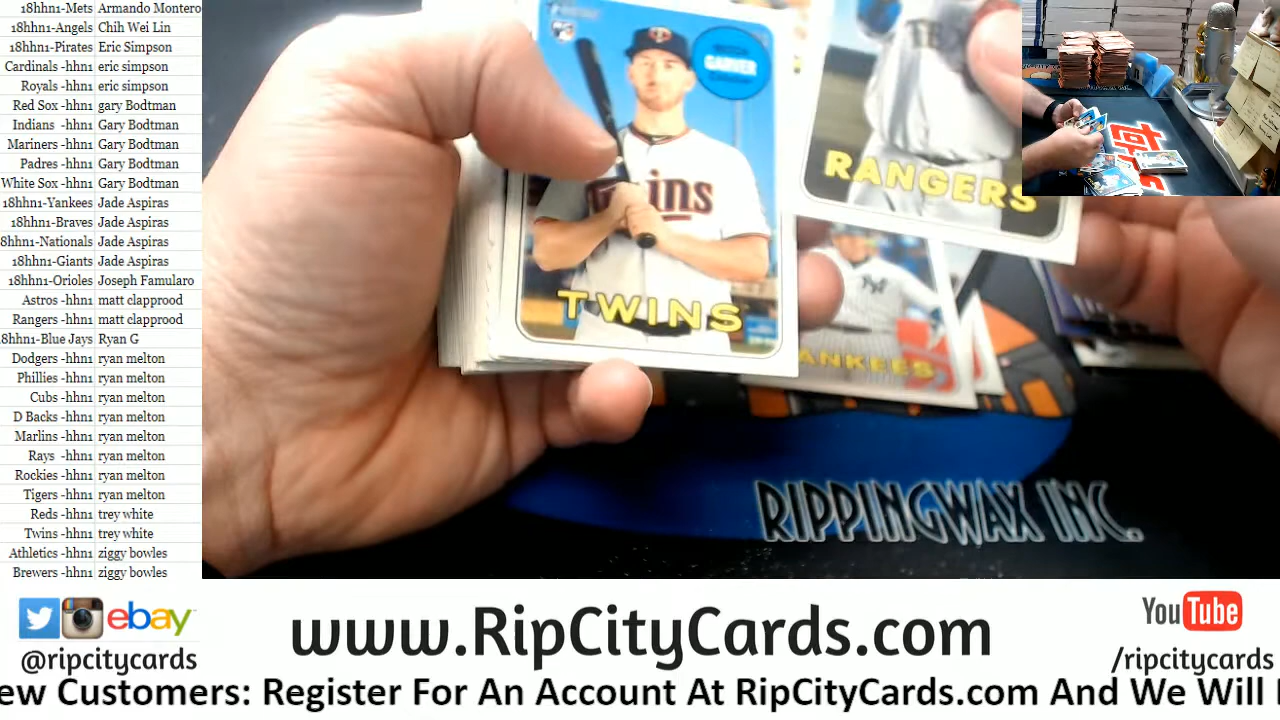 18hhn1-Mets Armando Montero
18hhn1-Angels Chih Wei Lin
18hhn1-Pirates Eric Simpson
Cardinals -hhn1 eric simpson
Royals -hhn1 eric simpson
Red Sox -hhn1 gary Bodtman
Indians -hhn1 Gary Bodtman
Mariners -hhn1 Gary Bodtman
Padres -hhn1 Gary Bodtman
White Sox -hhn1 Gary Bodtman
18hhn1-Yankees Jade Aspiras
18hhn1-Braves Jade Aspiras
8hhn1-Nationals Jade Aspiras
18hhn1-Giants Jade Aspiras
18hhn1-Orioles Joseph Famularo
Astros -hhn1 matt clapprood
Rangers -hhn1 matt clapprood
8hhn1-Blue Jays Ryan G
Dodgers -hhn1 ryan melton
Phillies -hhn1 ryan melton
Cubs -hhn1 ryan melton
D Backs -hhn1 ryan melton
Marlins -hhn1 ryan melton
Rays -hhn1 ryan melton
Rockies -hhn1 ryan melton
Tigers -hhn1 ryan melton
Reds -hhn1 trey white
Twins -hhn1 trey white
Athletics -hhn1 ziggy bowles
Brewers -hhn1 ziggy bowles
GARVER
TWINS
RANGERS
ANKEES
RIPPINGWAX INC.
ebay
@ripcitycards
www.RipCityCards.com
YouTube
/ripcitycards
ew Customers: Register For An Account At RipCityCards.com And We Will